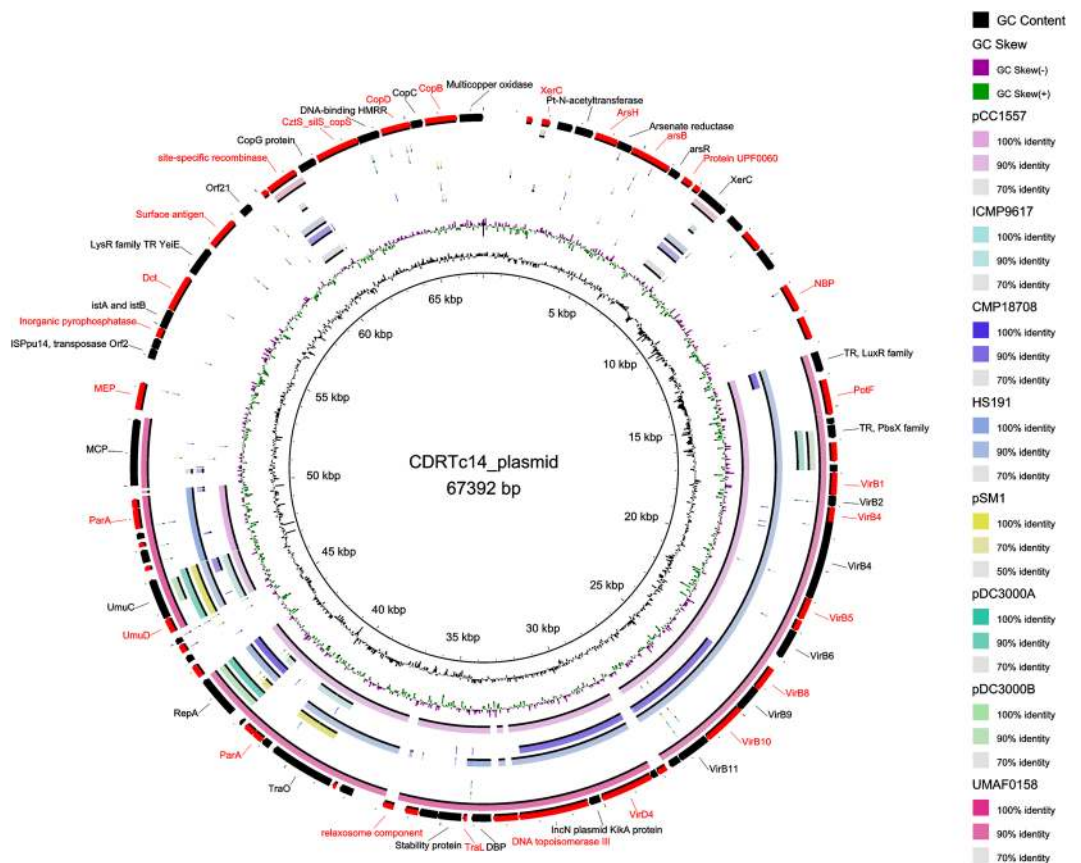 Multicopper oxidase
CopB
CopC
CopD
DNA-binding HMRR
CztS_silS_copS
CopG protein
site-specific recombinase
Orf21
Surface antigen
LysR family TR YeiE
Dct
istA and istB
Inorganic pyrophosphatase
ISPpu14, transposase Orf2
MEP
MCP
ParA
UmuC
UmuD
RepA
ParA
TraO
relaxosome component
Stability protein
TraL
DBP
DNA topoisomerase III
IncN plasmid KikA protein
VirD4
VirB11
VirB10
VirB9
VirB8
VirB6
VirB5
VirB4
VirB4
VirB2
VirB1
TR, PbsX family
PotF
TR, LuxR family
NBP
XerC
Protein UPF0060
arsR
arsB
Arsenate reductase
ArsH
Pt-N-acetyltransferase
XerC
5 kbp
10 kbp
15 kbp
20 kbp
25 kbp
30 kbp
35 kbp
40 kbp
45 kbp
50 kbp
55 kbp
60 kbp
65 kbp
CDRTc14_plasmid
67392 bp
GC Content
GC Skew
GC Skew(-)
GC Skew(+)
pCC1557
100% identity
90% identity
70% identity
ICMP9617
100% identity
90% identity
70% identity
CMP18708
100% identity
90% identity
70% identity
HS191
100% identity
90% identity
70% identity
pSM1
100% identity
70% identity
50% identity
pDC3000A
100% identity
90% identity
70% identity
pDC3000B
100% identity
90% identity
70% identity
UMAF0158
100% identity
90% identity
70% identity